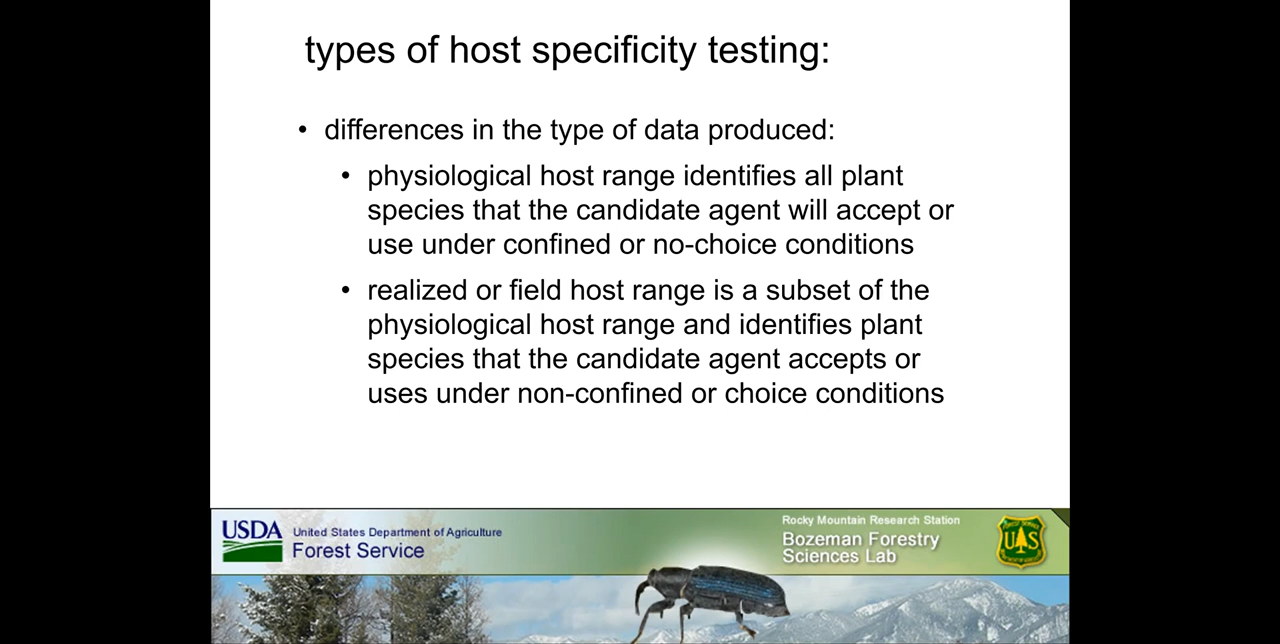 types of host specificity testing:
• differences in the type of data produced:
• physiological host range identifies all plant
species that the candidate agent will accept or
use under confined or no-choice conditions
• realized or field host range is a subset of the
physiological host range and identifies plant
species that the candidate agent accepts or
uses under non-confined or choice conditions
USDA
United States Department of Agriculture
Forest Service
Rocky Mountain Research Station
Bozeman Forestry
Sciences Lab
UAS